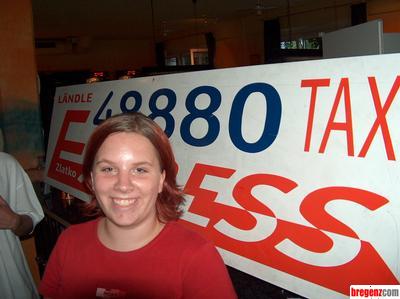 LÄNDLE 48880 TAX
E ESS
Zlatko
bregenzcom